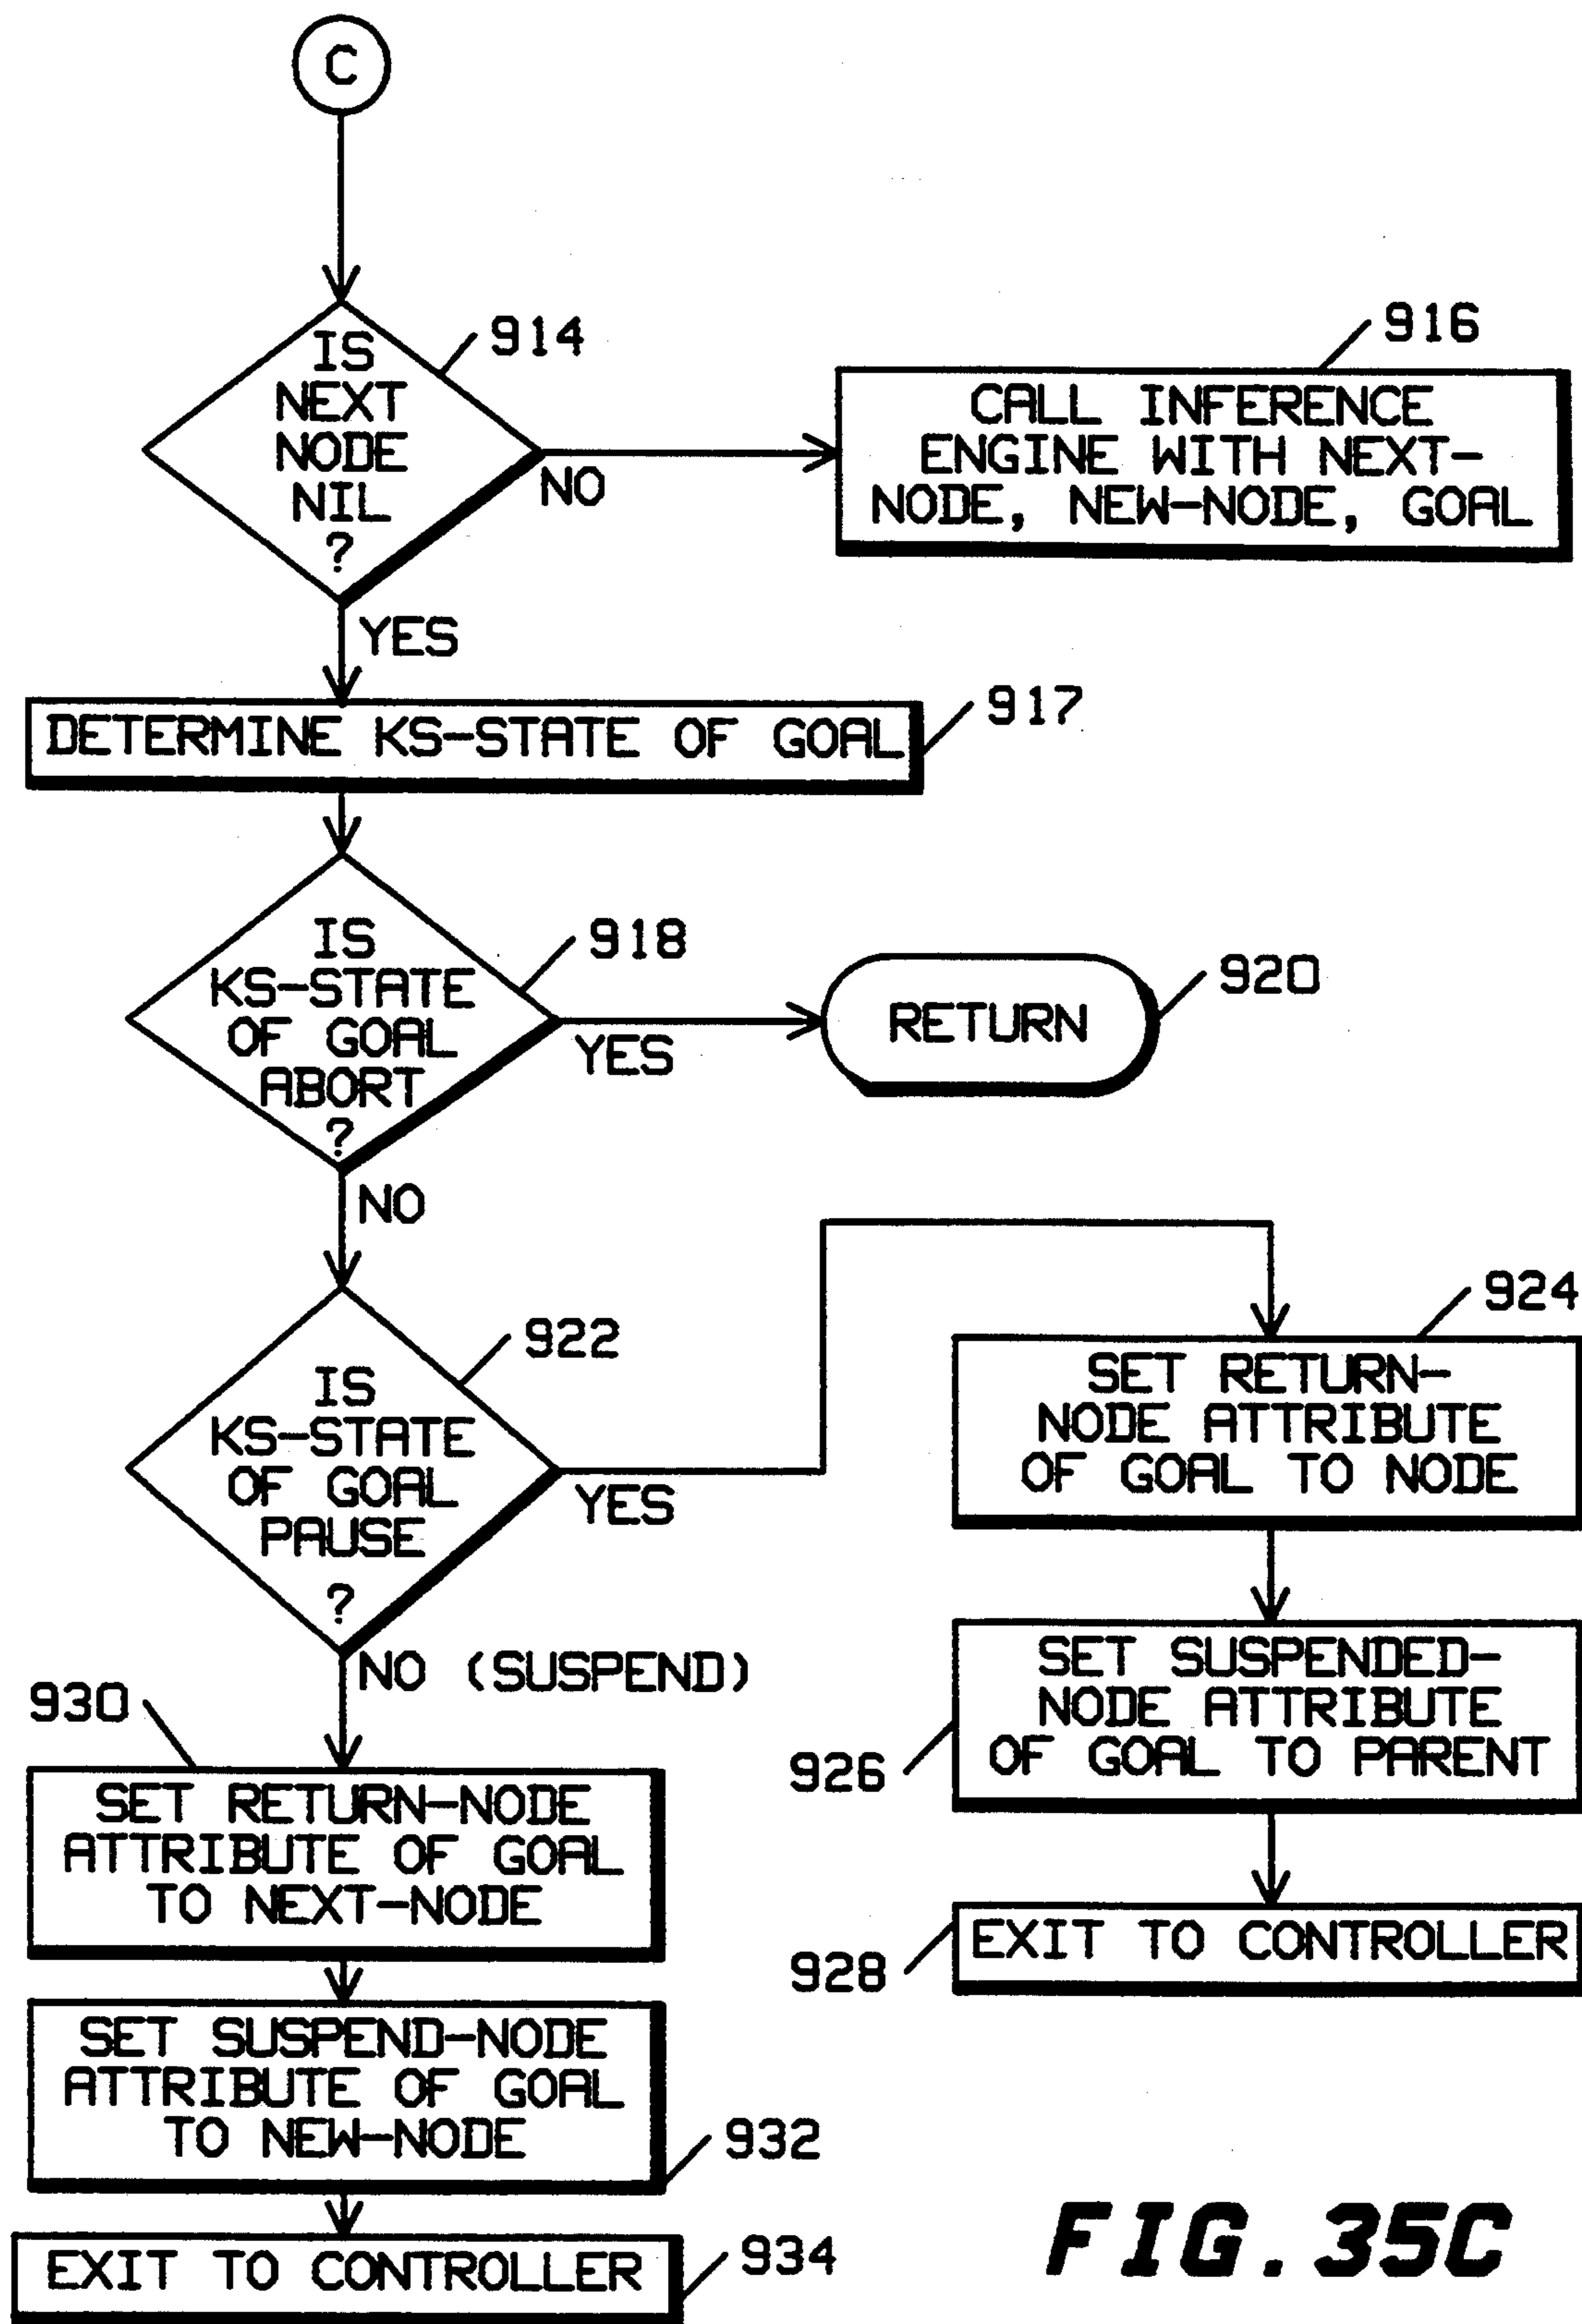 C
IS
NEXT
NODE
NIL
?
914
NO
916
CALL INFERENCE
ENGINE WITH NEXT-
NODE, NEW-NODE, GOAL
YES
DETERMINE KS-STATE OF GOAL
917
IS
KS-STATE
OF GOAL
ABORT
?
918
YES
RETURN
920
NO
IS
KS-STATE
OF GOAL
PAUSE
?
922
YES
924
SET RETURN-
NODE ATTRIBUTE
OF GOAL TO NODE
SET SUSPENDED-
NODE ATTRIBUTE
OF GOAL TO PARENT
926
EXIT TO CONTROLLER
928
NO (SUSPEND)
930
SET RETURN-NODE
ATTRIBUTE OF GOAL
TO NEXT-NODE
SET SUSPEND-NODE
ATTRIBUTE OF GOAL
TO NEW-NODE
932
EXIT TO CONTROLLER
934
FIG. 35C